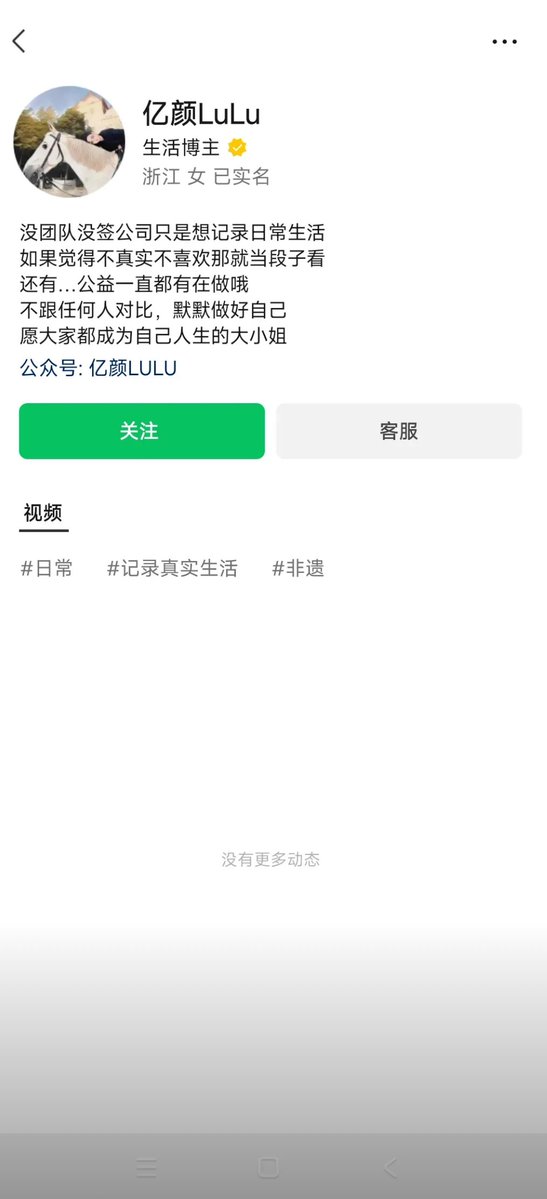 亿颜LuLu
生活博主
浙江 女 已实名
没团队没签公司只是想记录日常生活
如果觉得不真实不喜欢那就当段子看
还有...公益一直都有在做哦
不跟任何人对比，默默做好自己
愿大家都成为自己人生的大小姐
公众号: 亿颜LULU
关注 客服
视频
#日常 #记录真实生活 #非遗
没有更多动态